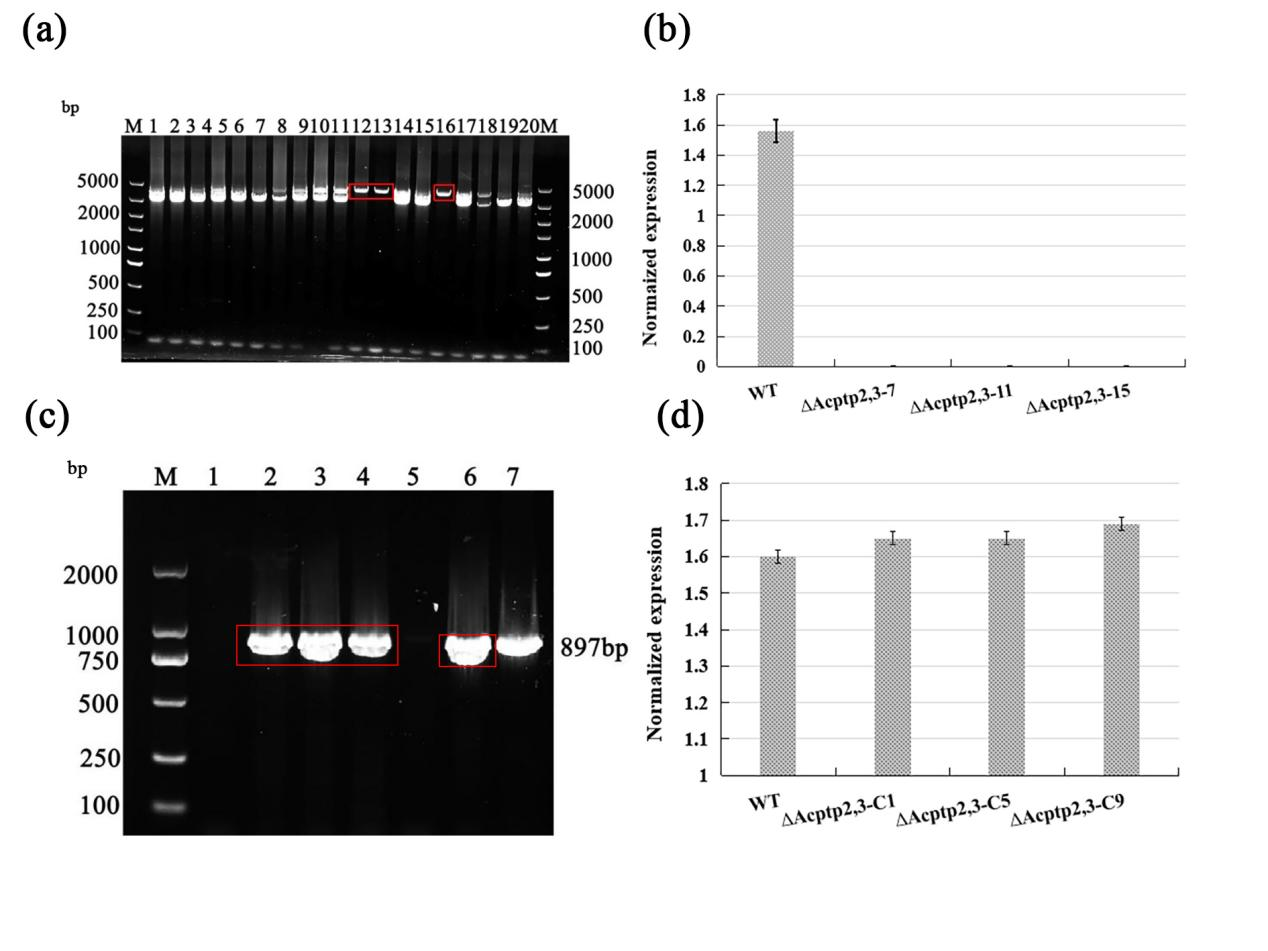 (a)
bp
M 1 2 3 4 5 6 7 8 9 10 11 12 13 14 15 16 17 18 19 20 M
5000
2000
1000
500
250
100
5000
2000
1000
500
250
100
(b)
Normaized expression
1.8
1.6
1.4
1.2
1
0.8
0.6
0.4
0.2
0
WT ΔAcptp2,3-7 ΔAcptp2,3-11 ΔAcptp2,3-15
(c)
bp
M 1 2 3 4 5 6 7
2000
1000
750
500
250
100
897bp
(d)
Normalized expression
1.8
1.7
1.6
1.5
1.4
1.3
1.2
1.1
1
WT ΔAcptp2,3-C1 ΔAcptp2,3-C5 ΔAcptp2,3-C9